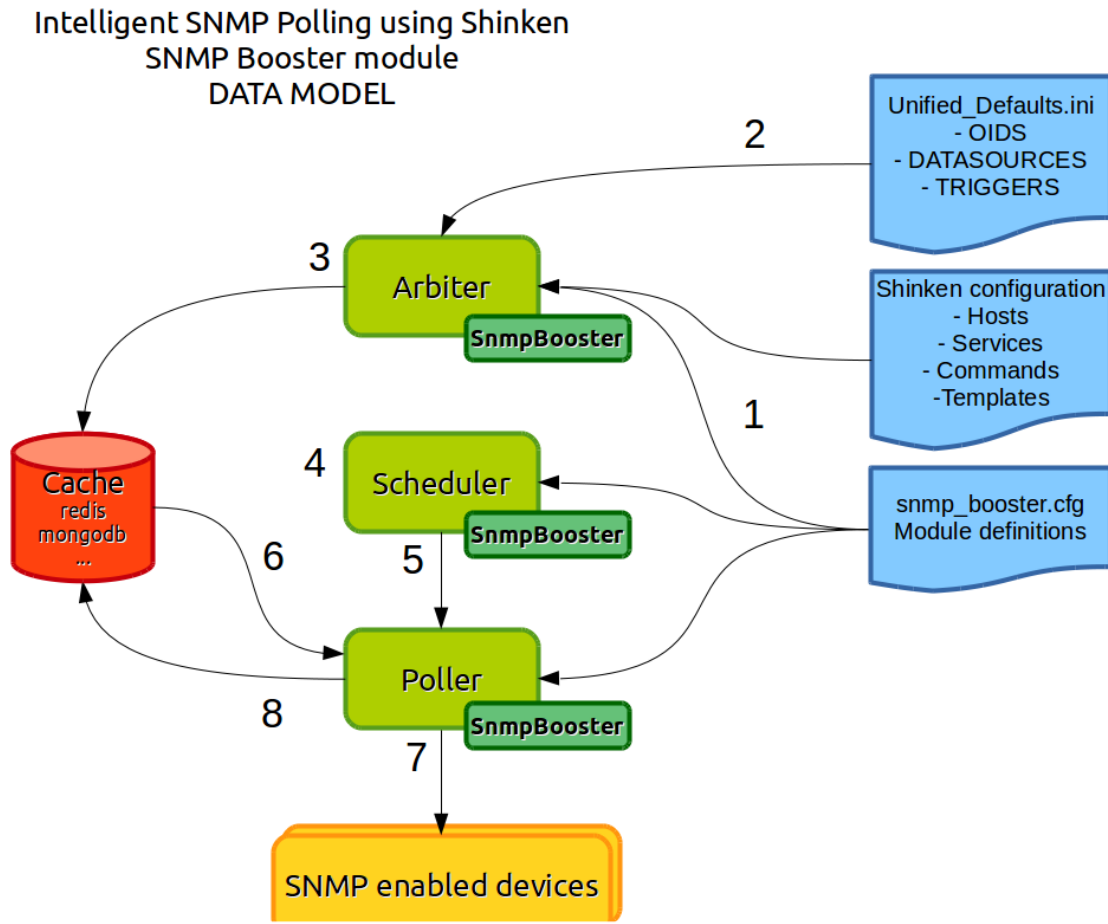 Intelligent SNMP Polling using Shinken
SNMP Booster module
DATA MODEL
Unified_Defaults.ini
- OIDS
- DATASOURCES
- TRIGGERS
2
3
Arbiter
SnmpBooster
Shinken configuration
- Hosts
- Services
- Commands
-Templates
1
4
Scheduler
SnmpBooster
snmp_booster.cfg
Module definitions
Cache
redis
mongodb
...
6
5
Poller
SnmpBooster
8
7
SNMP enabled devices